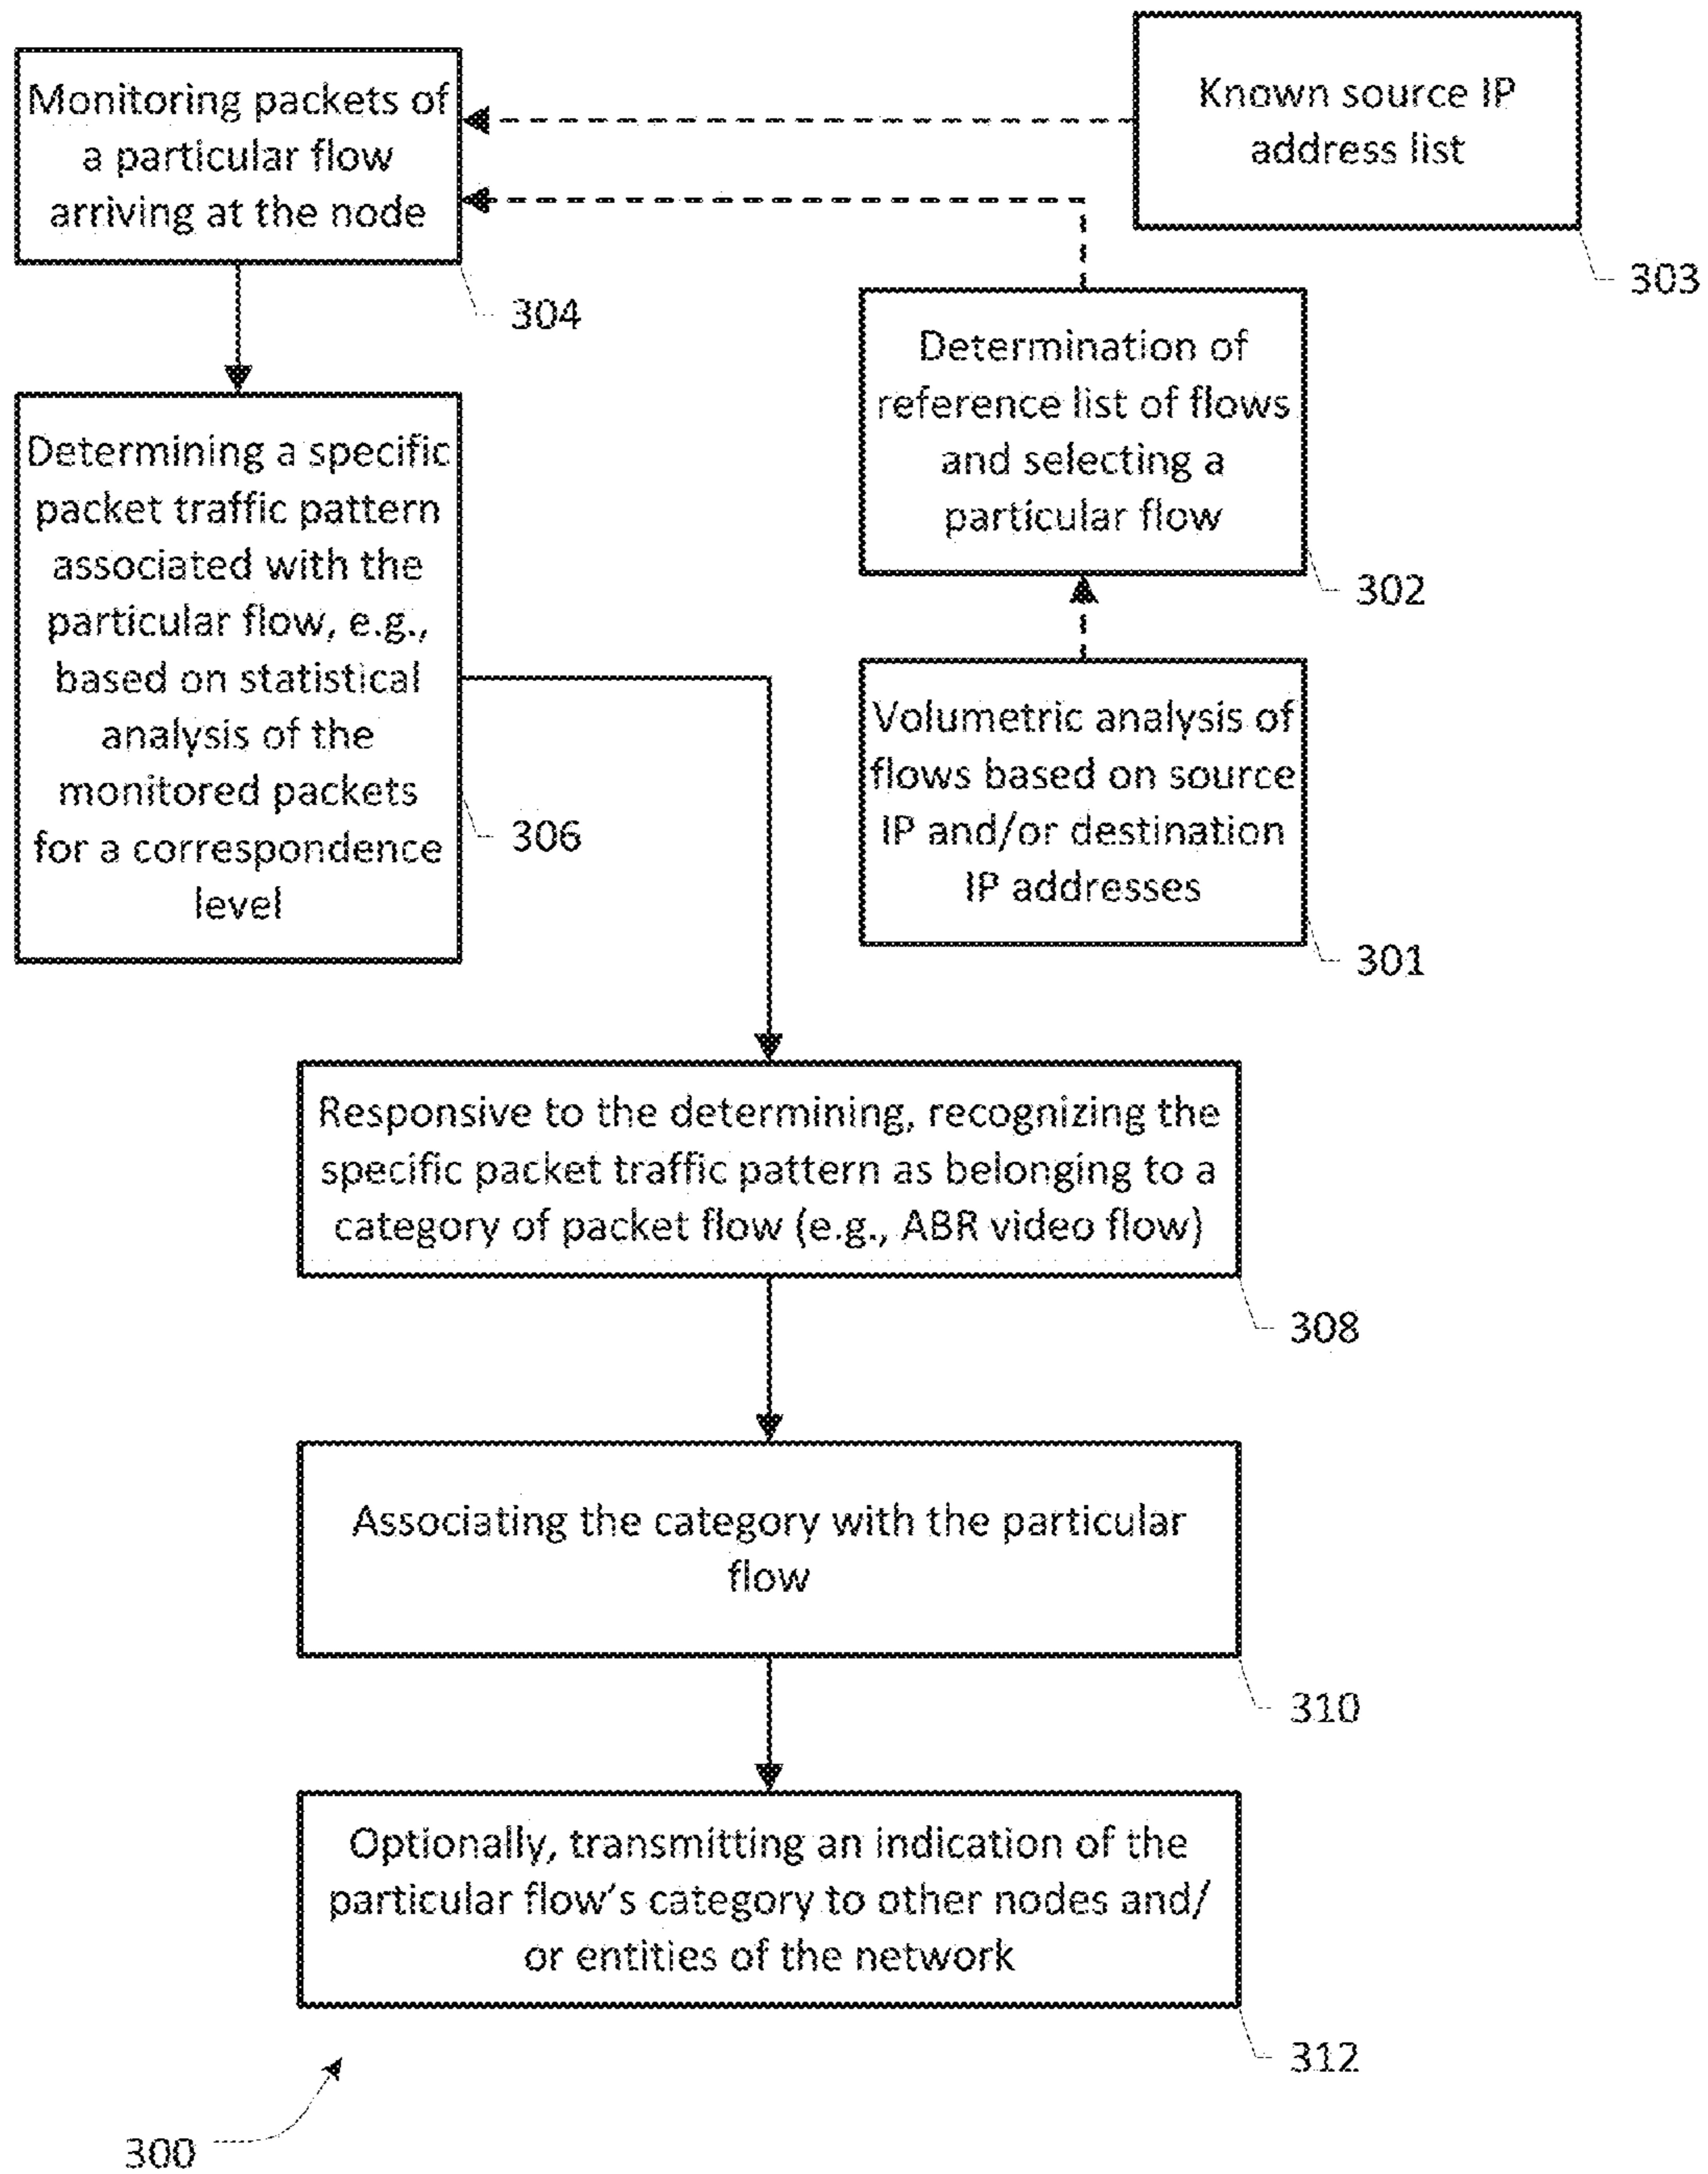 Monitoring packets of
a particular flow
arriving at the node
304
Known source IP
address list
303
Determination of
reference list of flows
and selecting a
particular flow
302
Determining a specific
packet traffic pattern
associated with the
particular flow, e.g.,
based on statistical
analysis of the
monitored packets
for a correspondence
level
306
Volumetric analysis of
flows based on source
IP and/or destination
IP addresses
301
Responsive to the determining, recognizing the
specific packet traffic pattern as belonging to a
category of packet flow (e.g., ABR video flow)
308
Associating the category with the particular
flow
310
Optionally, transmitting an indication of the
particular flow's category to other nodes and/
or entities of the network
312
300